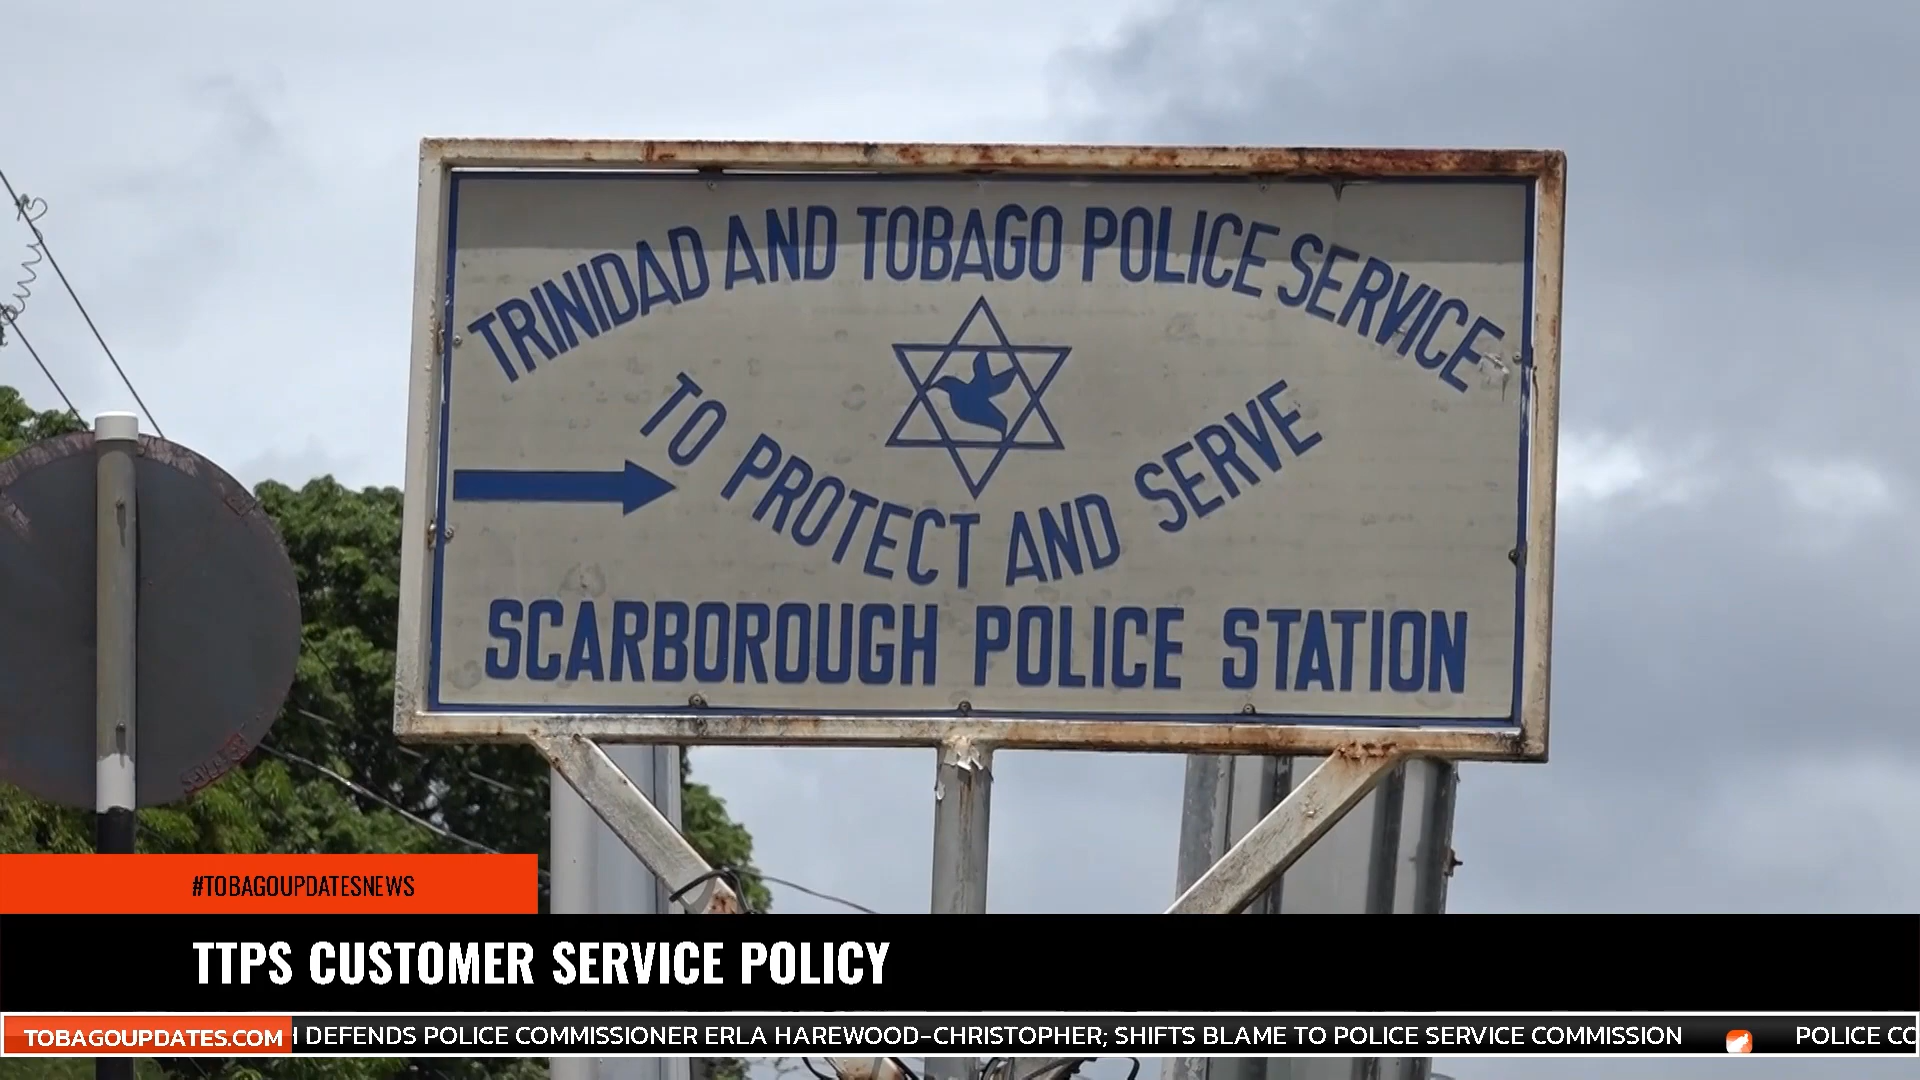 TRINIDAD AND TOBAGO POLICE SERVICE
TO PROTECT AND SERVE
SCARBOROUGH POLICE STATION
#TOBAGOUPDATESNEWS
TTPS CUSTOMER SERVICE POLICY
TOBAGOUPDATES.COM
DEFENDS POLICE COMMISSIONER ERLA HAREWOOD-CHRISTOPHER; SHIFTS BLAME TO POLICE SERVICE COMMISSION POLICE